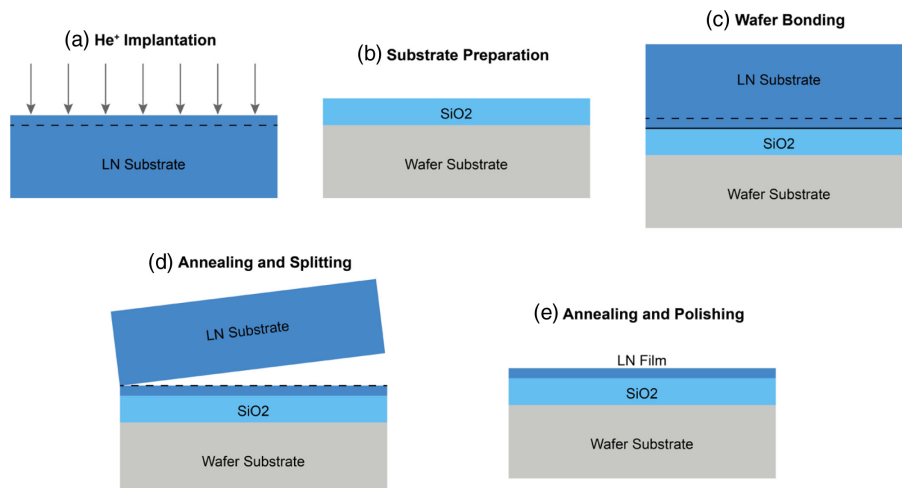 (a) He⁺ Implantation
LN Substrate
(b) Substrate Preparation
SiO2
Wafer Substrate
(c) Wafer Bonding
LN Substrate
SiO2
Wafer Substrate
(d) Annealing and Splitting
LN Substrate
SiO2
Wafer Substrate
(e) Annealing and Polishing
LN Film
SiO2
Wafer Substrate